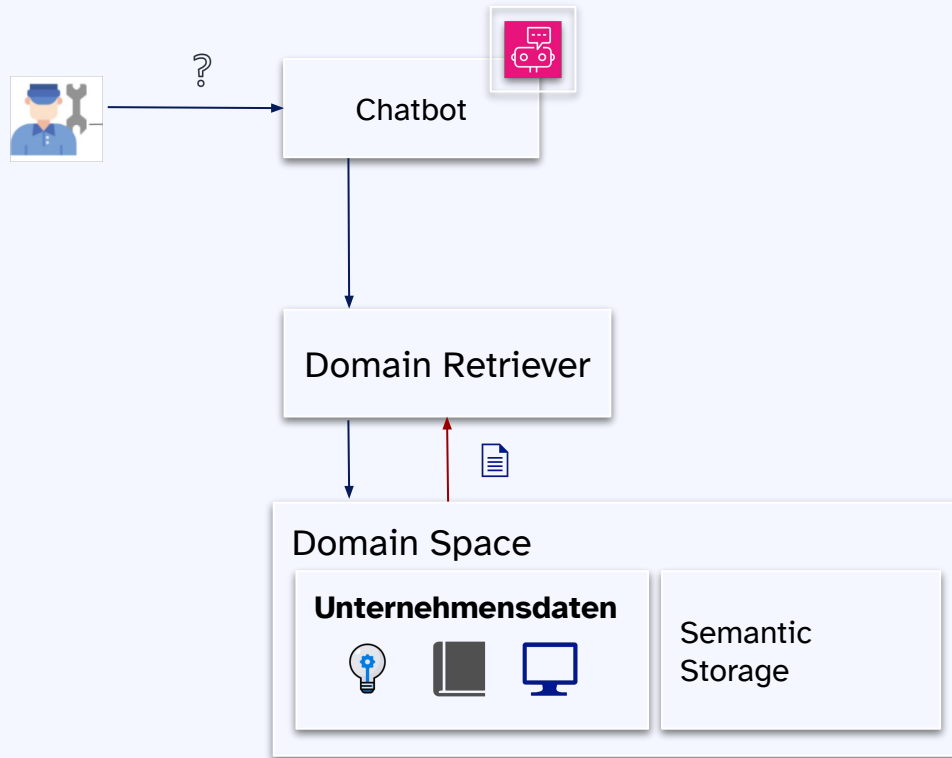 ?
Chatbot
Domain Retriever
Domain Space
Unternehmensdaten
Semantic
Storage